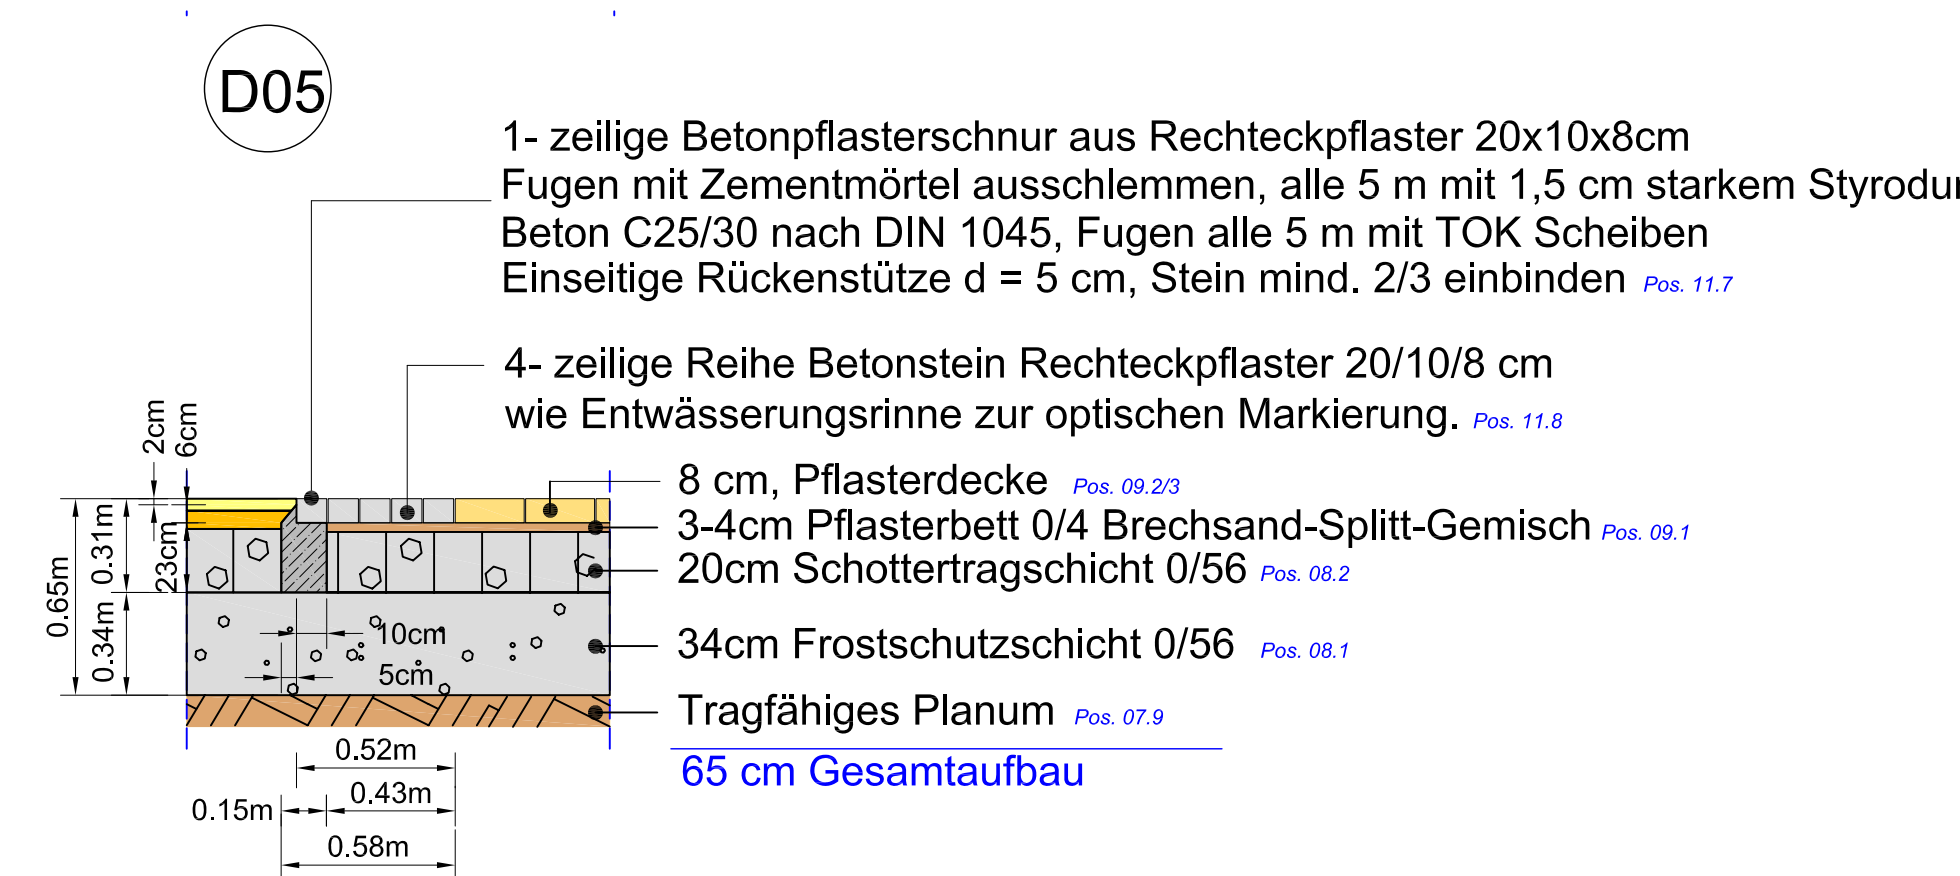 D05
1- zeilige Betonpflasterschnur aus Rechteckpflaster 20x10x8cm
Fugen mit Zementmörtel ausschlemmen, alle 5 m mit 1,5 cm starkem Styrodur
Beton C25/30 nach DIN 1045, Fugen alle 5 m mit TOK Scheiben
Einseitige Rückenstütze d = 5 cm, Stein mind. 2/3 einbinden Pos. 11.7
4- zeilige Reihe Betonstein Rechteckpflaster 20/10/8 cm
wie Entwässerungsrinne zur optischen Markierung. Pos. 11.8
2cm
6cm
8 cm, Pflasterdecke Pos. 09.2/3
3-4cm Pflasterbett 0/4 Brechsand-Splitt-Gemisch Pos. 09.1
20cm Schottertragschicht 0/56 Pos. 08.2
34cm Frostschutzschicht 0/56 Pos. 08.1
Tragfähiges Planum Pos. 07.9
65 cm Gesamtaufbau
0.65m
0.31m
0.34m
23cm
10cm
5cm
0.52m
0.43m
0.15m
0.58m